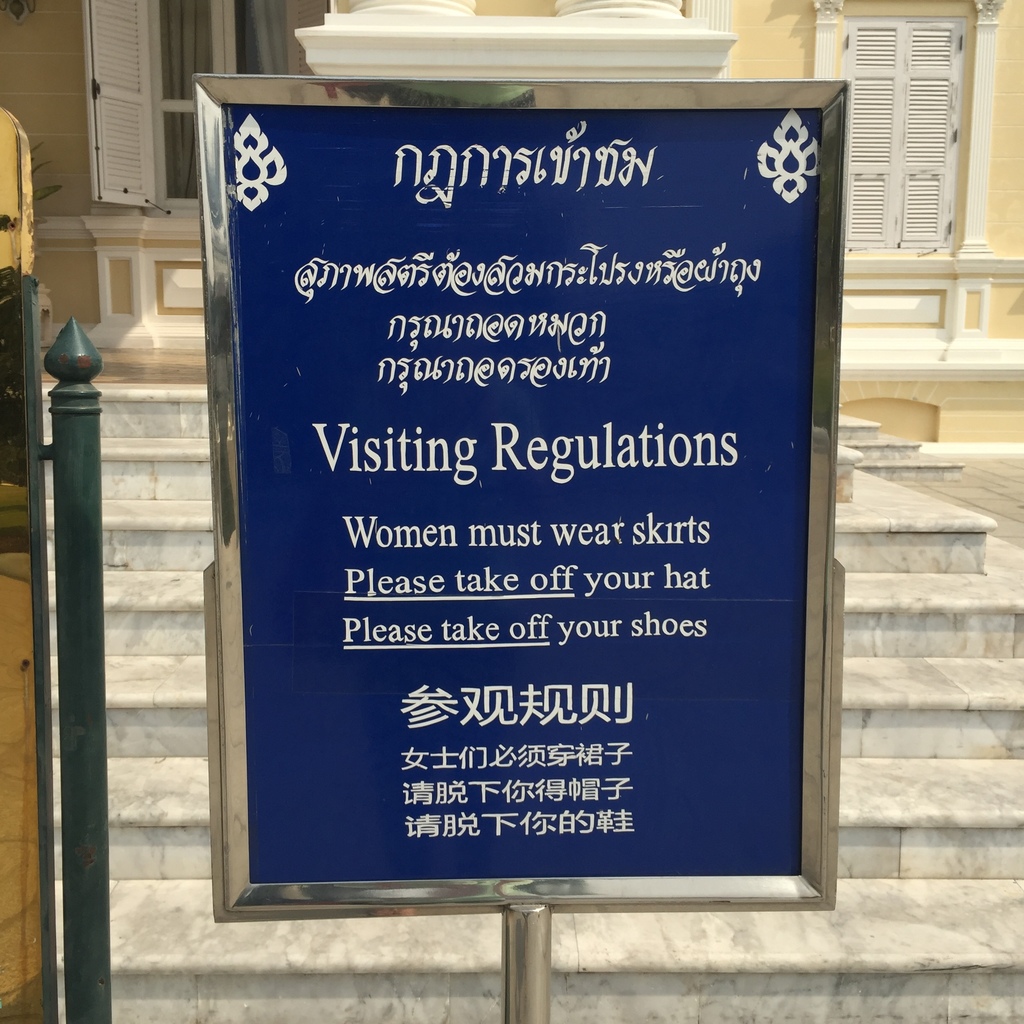 กฎการเข้าชม
สุภาพสตรีต้องสวมกระโปรงหรือผ้าถุง
กรุณาถอดหมวก
กรุณาถอดรองเท้า
Visiting Regulations
Women must wear skirts
Please take off your hat
Please take off your shoes
参观规则
女士们必须穿裙子
请脱下你得帽子
请脱下你的鞋